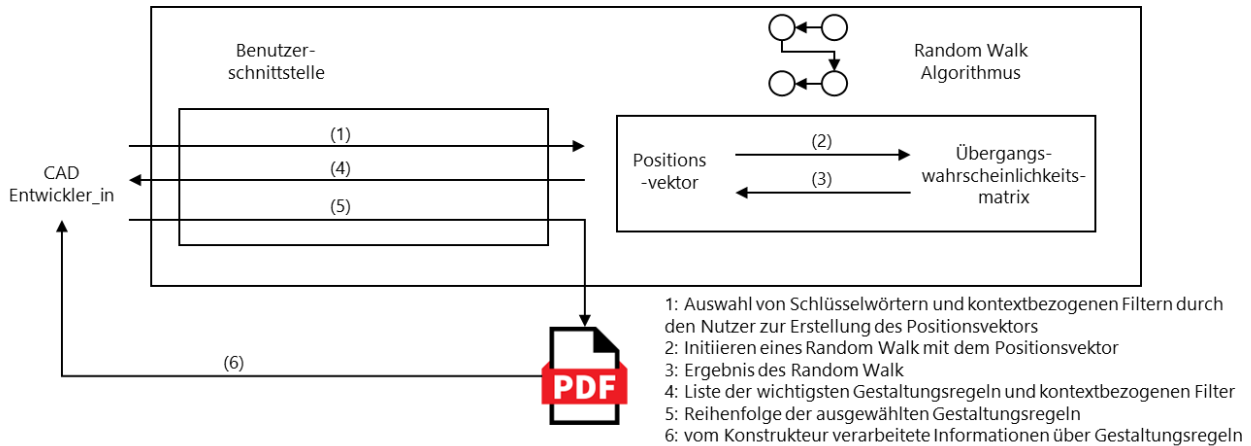 Benutzer-
schnittstelle
Random Walk
Algorithmus
(1)
(4)
(5)
CAD
Entwickler_in
Positions
-vektor
(2)
(3)
Übergangs-
wahrscheinlichkeits-
matrix
(6)
PDF
1: Auswahl von Schlüsselwörtern und kontextbezogenen Filtern durch
den Nutzer zur Erstellung des Positionsvektors
2: Initiieren eines Random Walk mit dem Positionsvektor
3: Ergebnis des Random Walk
4: Liste der wichtigsten Gestaltungsregeln und kontextbezogenen Filter
5: Reihenfolge der ausgewählten Gestaltungsregeln
6: vom Konstrukteur verarbeitete Informationen über Gestaltungsregeln